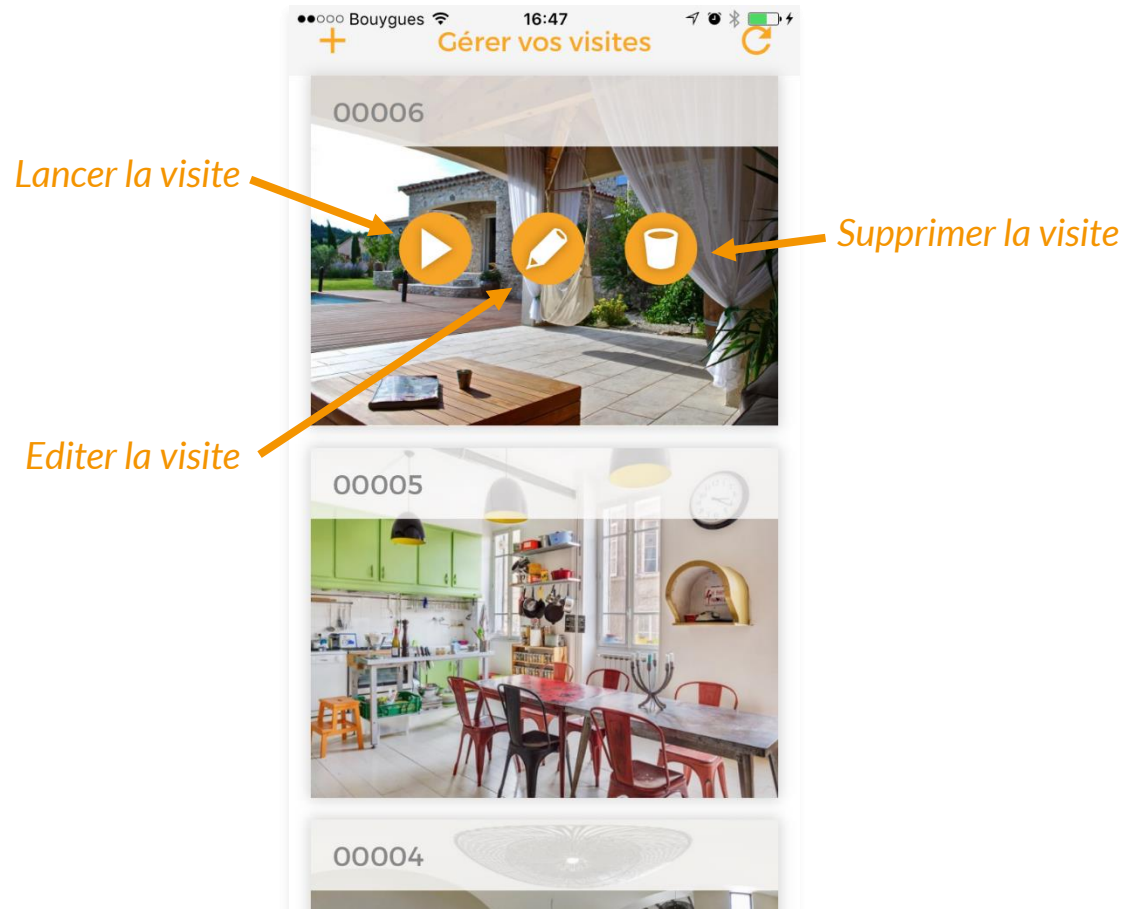 Bouygues 16:47
Gérer vos visites
00006
Lancer la visite
Supprimer la visite
Editer la visite
00005
00004